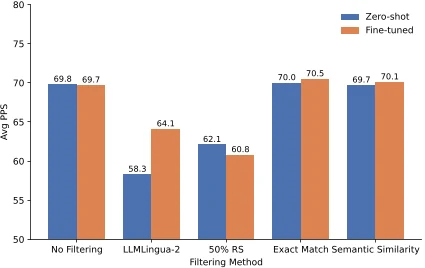 80
75
70
65
60
55
50
Avg PPS
Zero-shot
Fine-tuned
69.8 69.7
58.3 64.1
62.1 60.8
70.0 70.5
69.7 70.1
No Filtering LLMLingua-2 50% RS Exact Match Semantic Similarity
Filtering Method